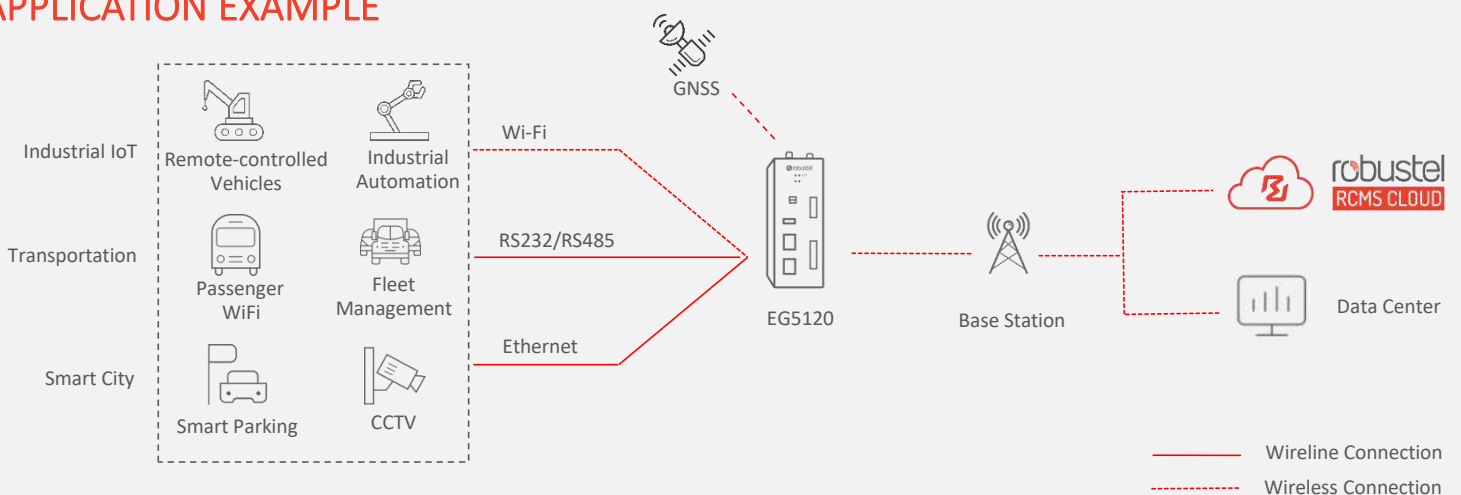 APPLICATION EXAMPLE
GNSS
Industrial IoT
Remote-controlled
Vehicles
Industrial
Automation
Wi-Fi
robustel
robustel
RCMS CLOUD
Transportation
Passenger
WiFi
Fleet
Management
RS232/RS485
EG5120
Base Station
Data Center
Smart City
Smart Parking
CCTV
Ethernet
Wireline Connection
Wireless Connection